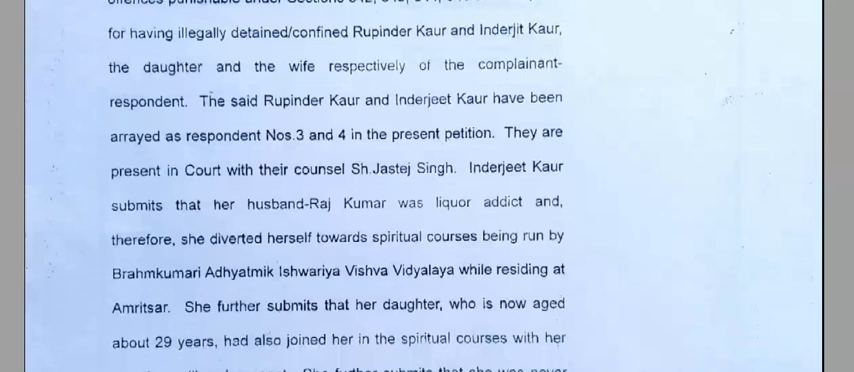 for having illegally detained/confined Rupinder Kaur and Inderjit Kaur,
the daughter and the wife respectively of the complainant-
respondent. The said Rupinder Kaur and Inderjeet Kaur have been
arrayed as respondent Nos.3 and 4 in the present petition. They are
present in Court with their counsel Sh.Jastej Singh. Inderjeet Kaur
submits that her husband-Raj Kumar was liquor addict and,
therefore, she diverted herself towards spiritual courses being run by
Brahmkumari Adhyatmik Ishwariya Vishva Vidyalaya while residing at
Amritsar. She further submits that her daughter, who is now aged
about 29 years, had also joined her in the spiritual courses with her